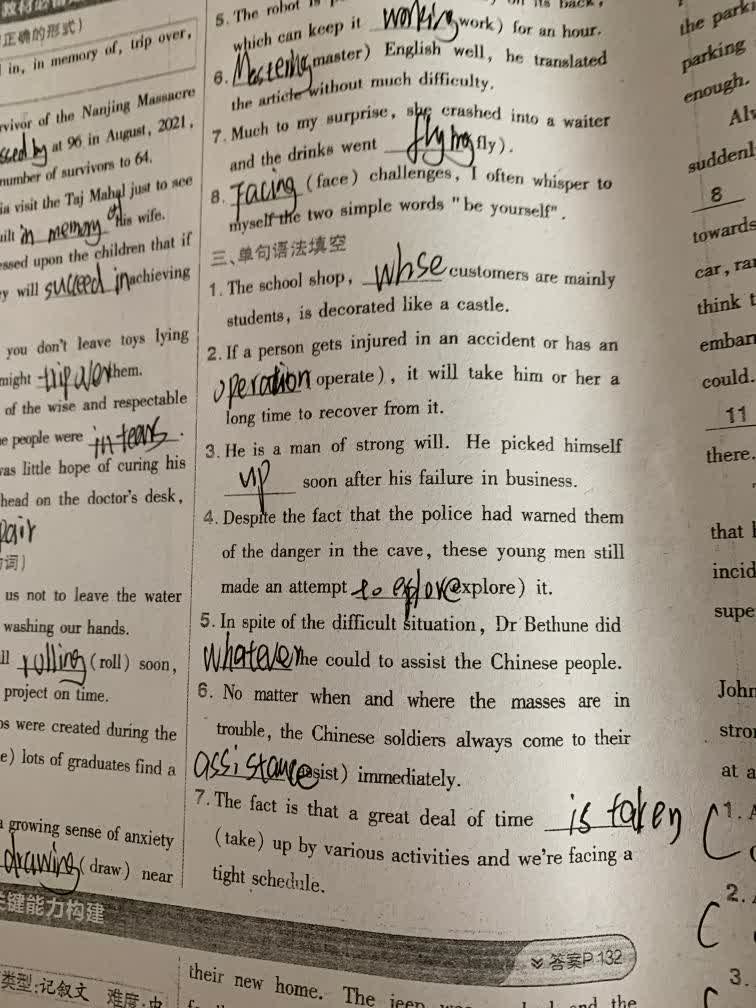 正确的形式)
in, in memory of, trip over,
rvivor of the Nanjing Massacre
ssed by at 96 in August, 2021,
number of survivors to 64.
ia visit the Taj Mahal just to see
uilt in memory of his wife.
essed upon the children that if
ey will succeed in achieving
you don't leave toys lying
might trip over them.
of the wise and respectable
e people were in tears.
was little hope of curing his
head on the doctor's desk,
pair
词)
us not to leave the water
washing our hands.
ll rolling (roll) soon,
project on time.
os were created during the
e) lots of graduates find a
a growing sense of anxiety
drawing (draw) near
关键能力构建
类型:记叙文 难度:中
5. The robot is on its back,
which can keep it working work) for an hour.
6. Mastering master) English well, he translated
the article without much difficulty.
7. Much to my surprise, she crashed into a waiter
and the drinks went flying fly).
8. Facing (face) challenges, I often whisper to
myself the two simple words "be yourself".
三、单句语法填空
1. The school shop, whse customers are mainly
students, is decorated like a castle.
2. If a person gets injured in an accident or has an
operation operate), it will take him or her a
long time to recover from it.
3. He is a man of strong will. He picked himself
up soon after his failure in business.
4. Despite the fact that the police had warned them
of the danger in the cave, these young men still
made an attempt to explore explore) it.
5. In spite of the difficult situation, Dr Bethune did
whatever he could to assist the Chinese people.
6. No matter when and where the masses are in
trouble, the Chinese soldiers always come to their
assistance assist) immediately.
7. The fact is that a great deal of time is taken
(take) up by various activities and we're facing a
tight schedule.
答案P.132
their new home. The jeep
and the
the park
parking
enough.
suddenl
8
towards
car, ra
think t
embar
could.
11
there.
that
incid
supe
John
stro
at a
C 1.
C 2.
C 3.